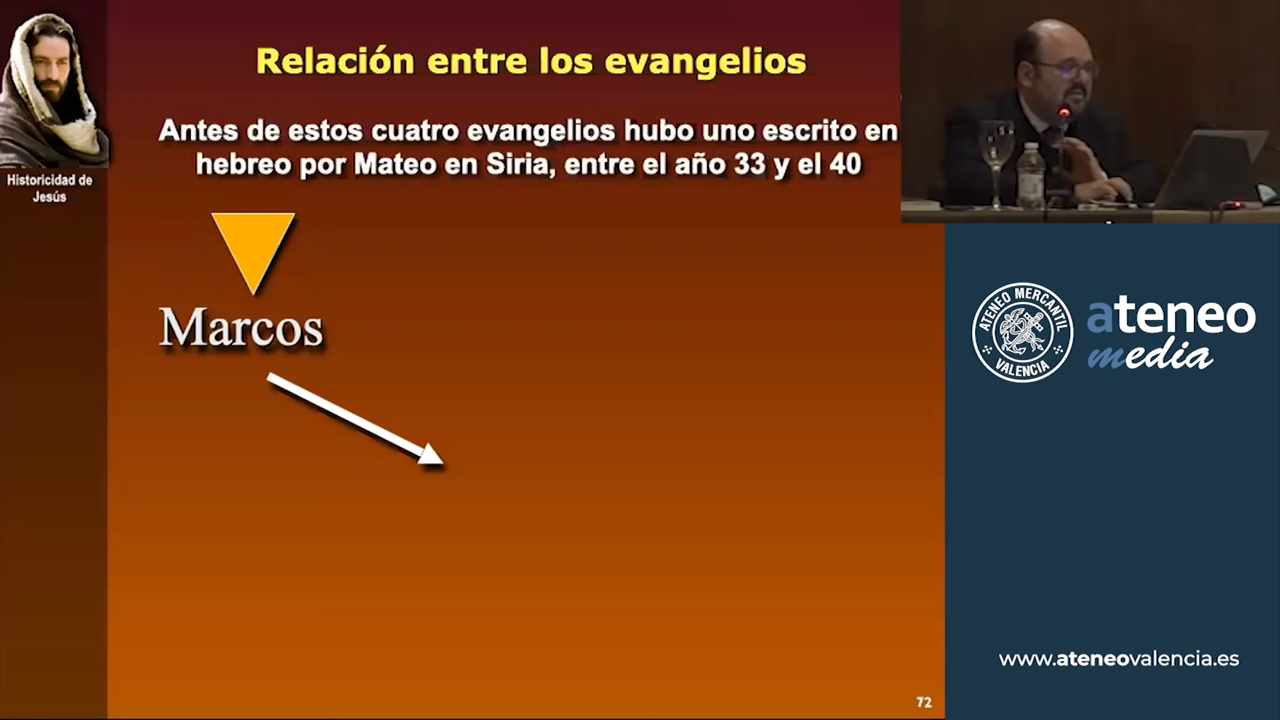 Relación entre los evangelios
Antes de estos cuatro evangelios hubo uno escrito en
hebreo por Mateo en Siria, entre el año 33 y el 40
Historicidad de
Jesús
Marcos
72
ATENEO MERCANTIL
VALENCIA
ateneo
media
www.ateneovalencia.es